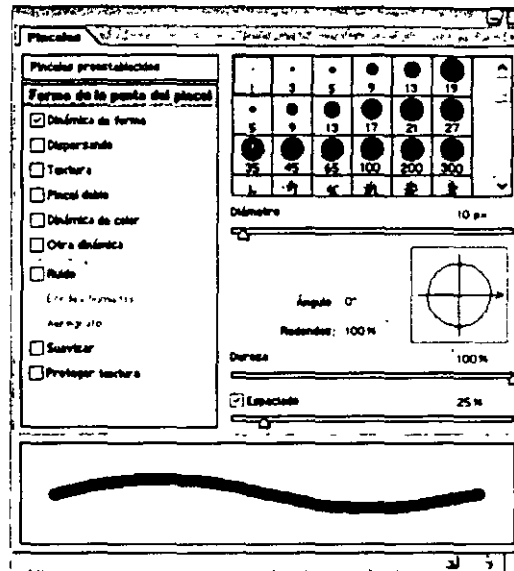 Pinceles
Pinceles preestablecidos
Forma de la punta del pincel
Dinámica de forma
Dispersando
Textura
Pincel doble
Dinámica de color
Otra dinámica
Ruido
Aerógrafo
Suavizar
Proteger textura
1 3 5 9 13 19
5 9 13 17 21 27
35 45 65 100 200 300
Diámetro 10 px
Ángulo 0°
Redondez: 100%
Dureza 100%
Espaciado 25%